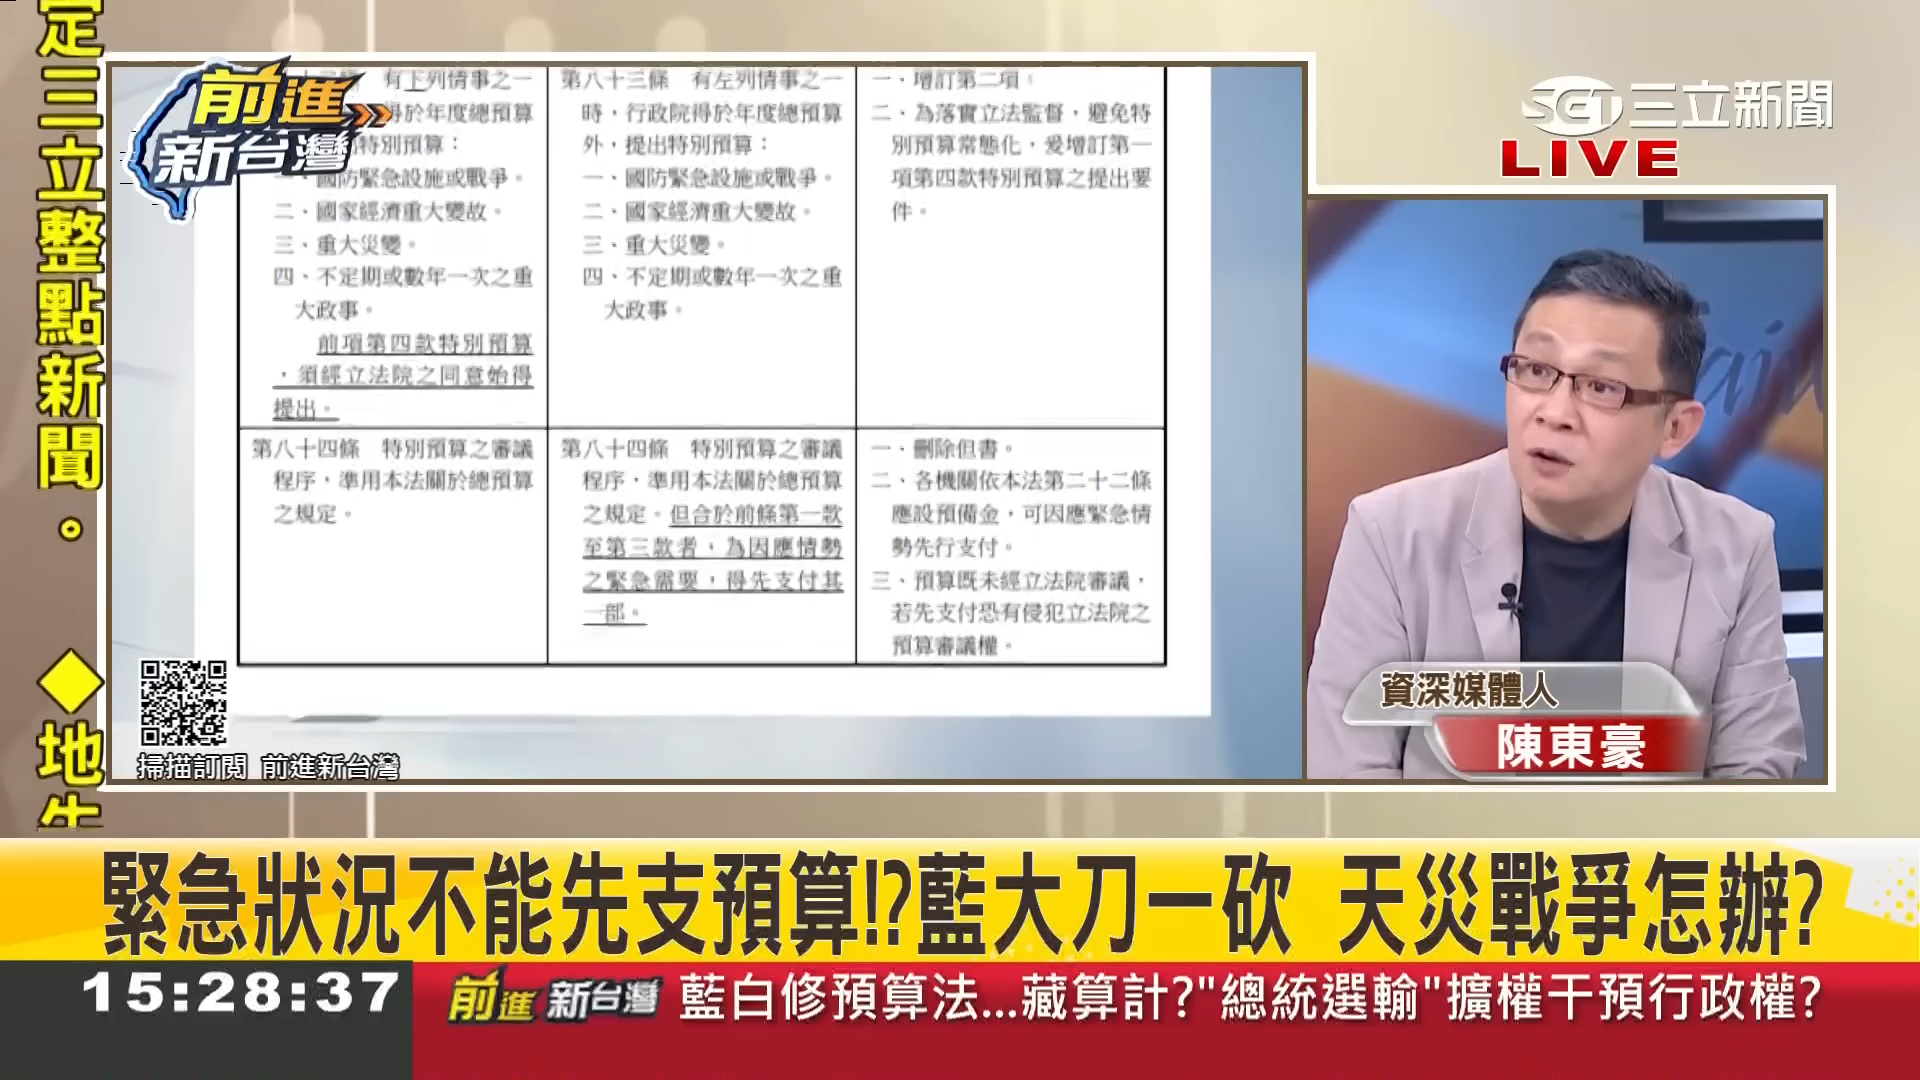 定三立整點新聞。 ◆地牛
前進
新台灣
SET三立新聞
LIVE
有下列情事之一
得於年度總預算
特別預算：
一、國防緊急設施或戰爭。
二、國家經濟重大變故。
三、重大災變。
四、不定期或數年一次之重
大政事。
前項第四款特別預算
，須經立法院之同意始得
提出。
第八十三條　有左列情事之一
時，行政院得於年度總預算
外，提出特別預算：
一、國防緊急設施或戰爭。
二、國家經濟重大變故。
三、重大災變。
四、不定期或數年一次之重
大政事。
一、增訂第二項。
二、為落實立法監督，避免特
別預算常態化，爰增訂第一
項第四款特別預算之提出要
件。
第八十四條　特別預算之審議
程序，準用本法關於總預算
之規定。
第八十四條　特別預算之審議
程序，準用本法關於總預算
之規定。但合於前條第一款
至第三款者，為因應情勢
之緊急需要，得先支付其
一部。
一、刪除但書。
二、各機關依本法第二十二條
應設預備金，可因應緊急情
勢先行支付。
三、預算既未經立法院審議，
若先支付恐有侵犯立法院之
預算審議權。
掃描訂閱 前進新台灣
資深媒體人
陳東豪
緊急狀況不能先支預算!?藍大刀一砍 天災戰爭怎辦?
15:28:37
前進新台灣 藍白修預算法...藏算計?"總統選輸"擴權干預行政權?